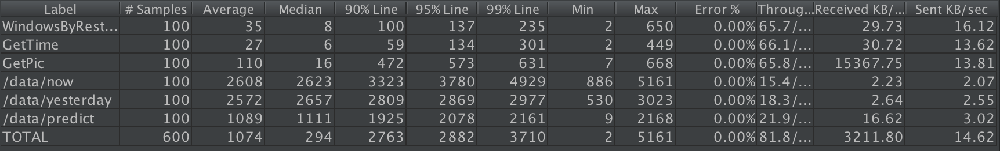 Label # Samples Average Median 90% Line 95% Line 99% Line Min Max Error % Throug... Received KB/... Sent KB/sec
WindowsByRest... 100 35 8 100 137 235 2 650 0.00% 65.7/... 29.73 16.12
GetTime 100 27 6 59 134 301 2 449 0.00% 66.1/... 30.72 13.62
GetPic 100 110 16 472 573 631 7 668 0.00% 65.8/... 15367.75 13.81
/data/now 100 2608 2623 3323 3780 4929 886 5161 0.00% 15.4/... 2.23 2.07
/data/yesterday 100 2572 2657 2809 2869 2977 530 3023 0.00% 18.3/... 2.64 2.55
/data/predict 100 1089 1111 1925 2078 2161 9 2168 0.00% 21.9/... 16.62 3.02
TOTAL 600 1074 294 2763 2882 3710 2 5161 0.00% 81.8/... 3211.80 14.62